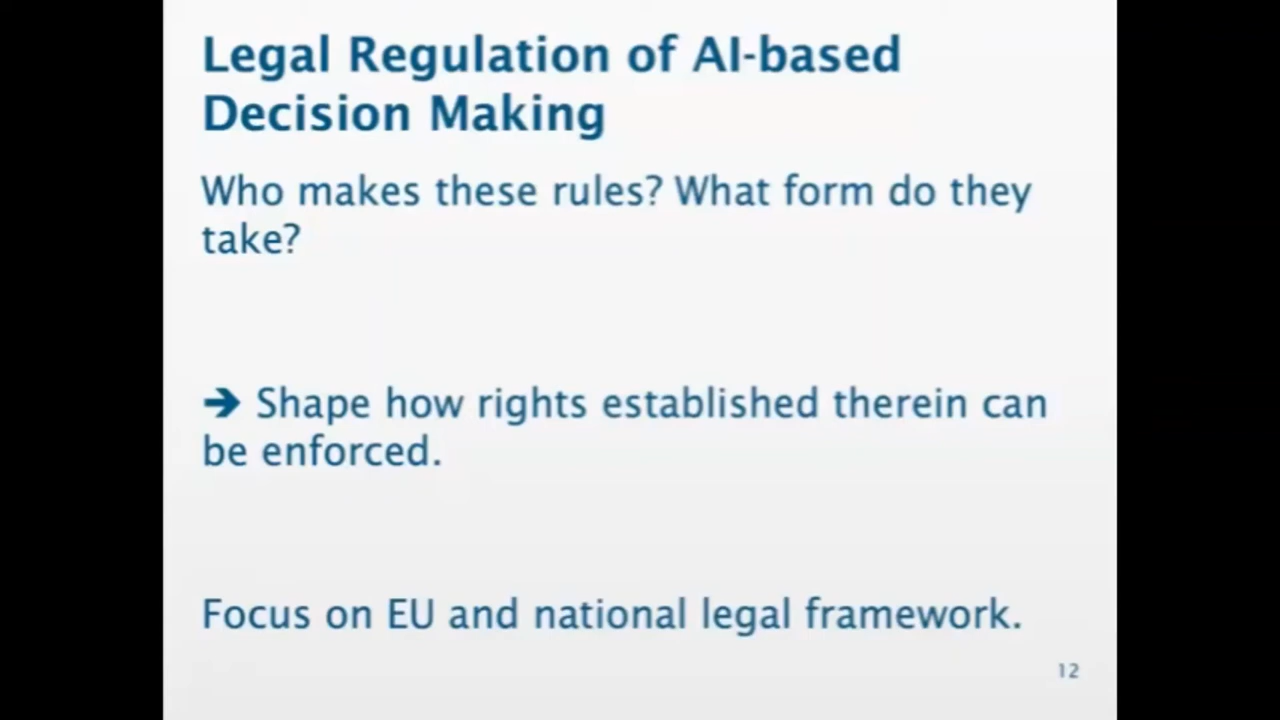 Legal Regulation of AI-based
Decision Making
Who makes these rules? What form do they
take?
➔ Shape how rights established therein can
be enforced.
Focus on EU and national legal framework.
12